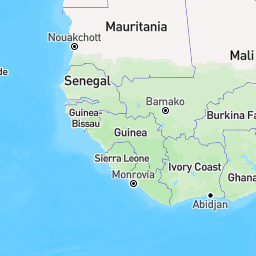 Mauritania
Nouakchott
Mali
de
Senegal
Bamako
Guinea-
Bissau
Burkina Fa
Guinea
Sierra Leone
Ivory Coast
Monrovia
Ghana
Abidjan